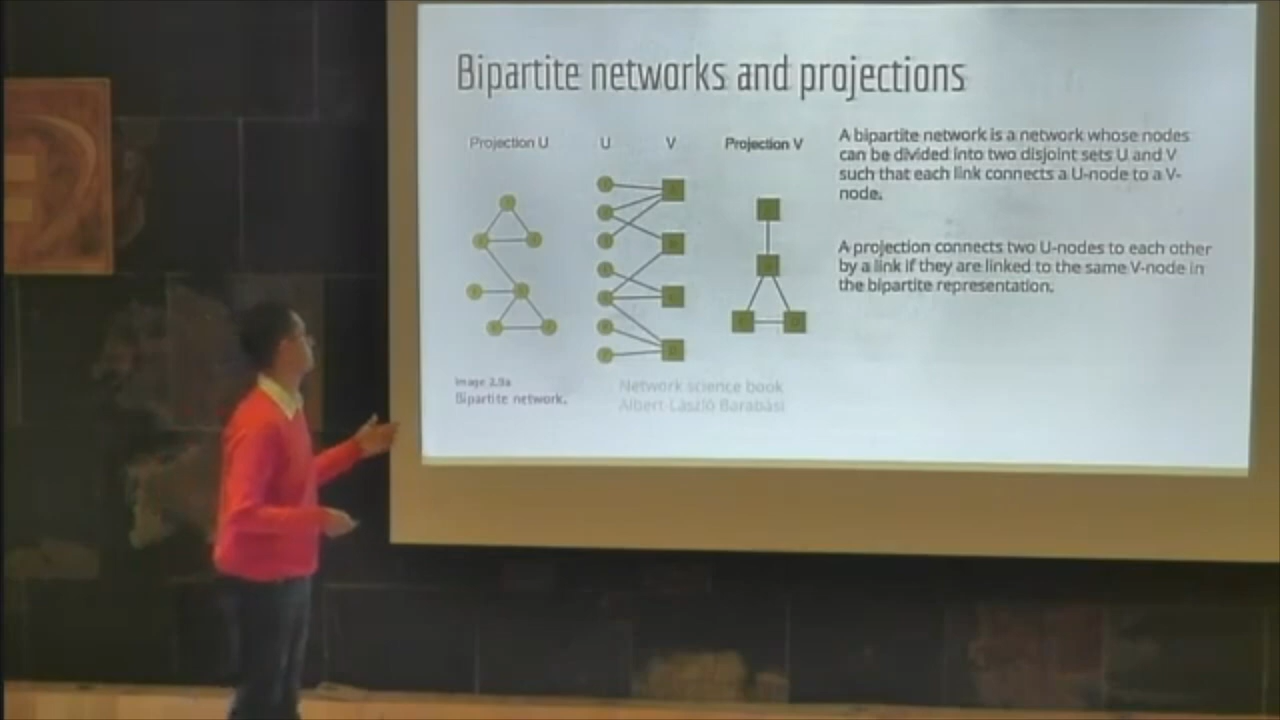 Bipartite networks and projections
Projection U
U
V
Projection V
A bipartite network is a network whose nodes
can be divided into two disjoint sets U and V
such that each link connects a U-node to a V-
node.
A projection connects two U-nodes to each other
by a link if they are linked to the same V-node in
the bipartite representation.
Image 2.9a
Bipartite network.
Network science book
Albert-László Barabási